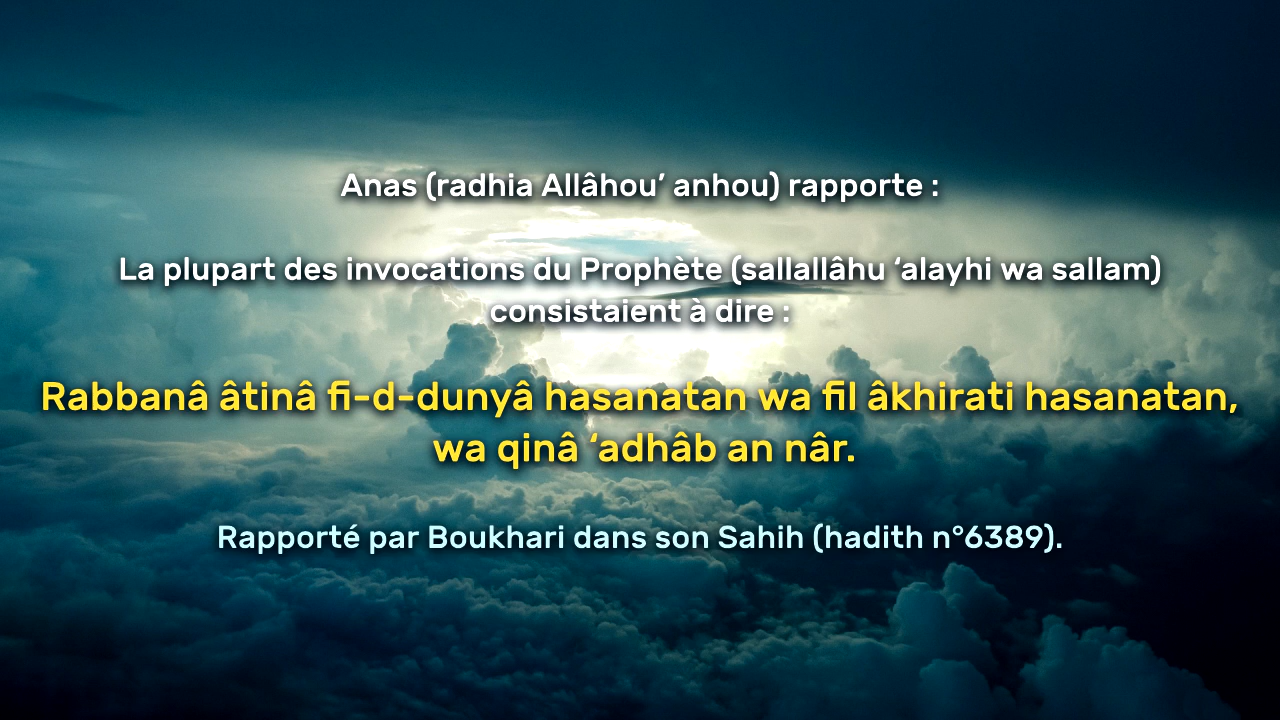 Anas (radhia Allâhou’ anhou) rapporte :
La plupart des invocations du Prophète (sallallâhu ‘alayhi wa sallam)
consistaient à dire :
Rabbanâ âtinâ fi-d-dunyâ hasanatan wa fil âkhirati hasanatan,
wa qinâ ‘adhâb an nâr.
Rapporté par Boukhari dans son Sahih (hadith n°6389).